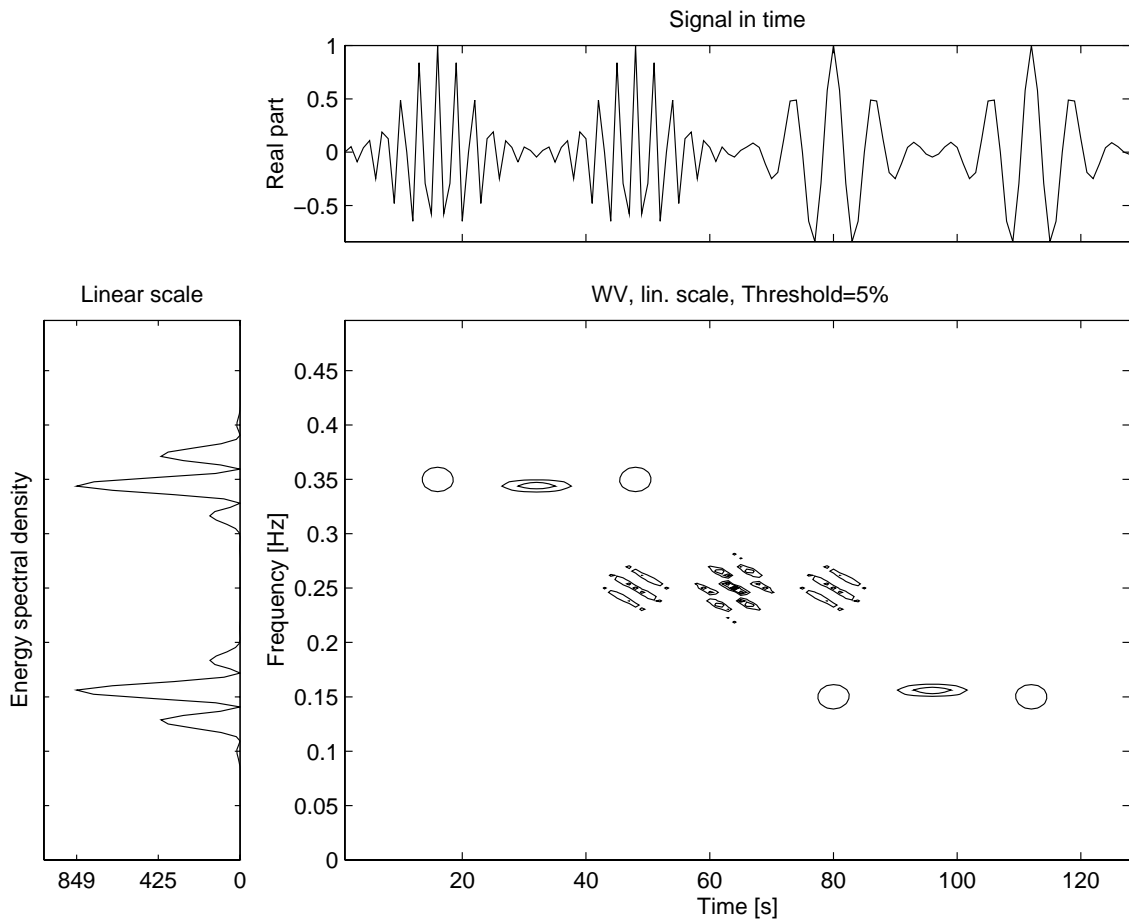 Signal in time
Real part
1
0.5
0
−0.5
Linear scale
WV, lin. scale, Threshold=5%
Energy spectral density
849 425 0
Frequency [Hz]
0.45
0.4
0.35
0.3
0.25
0.2
0.15
0.1
0.05
0
20 40 60 80 100 120
Time [s]